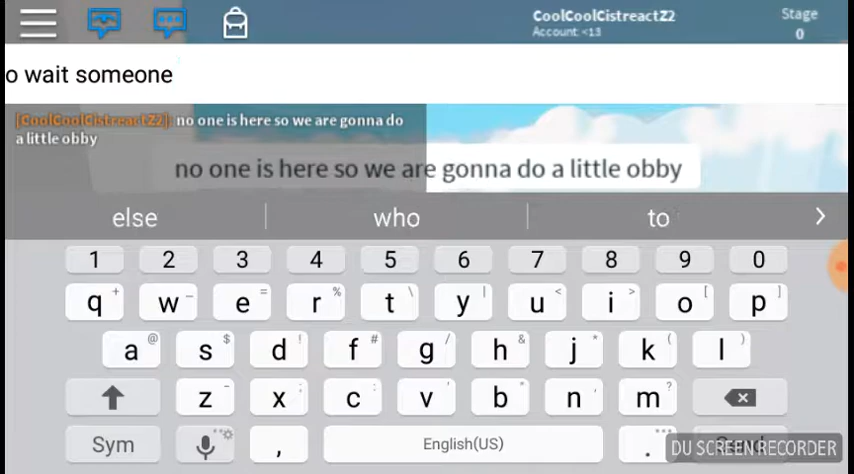 CoolCoolCistreactZ2
Account: <13
Stage
0
o wait someone
[CoolCoolCistreactZ2]: no one is here so we are gonna do
a little obby
no one is here so we are gonna do a little obby
else who to >
1 2 3 4 5 6 7 8 9 0
q + w _ e = r % t \ y | u < i > o [ p ]
a @ s $ d ! f # g / h & j * k ( l )
z - x ; c : v ' b " n , m ?
Sym , English(US) .
DU SCREEN RECORDER